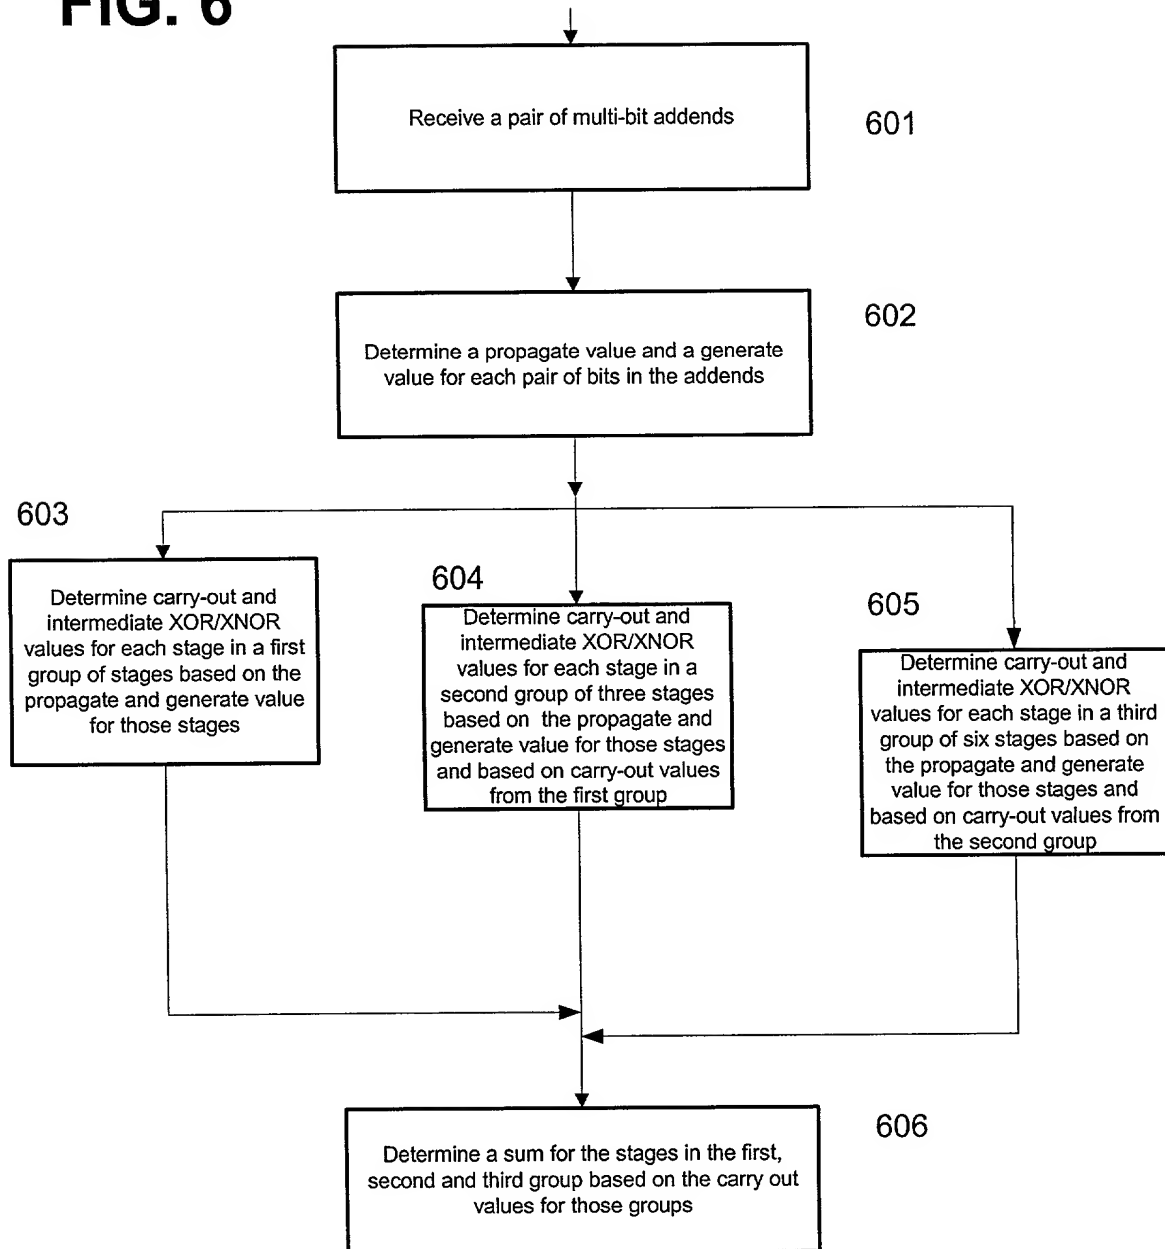 FIG. 6
Receive a pair of multi-bit addends
601
602
Determine a propagate value and a generate
value for each pair of bits in the addends
603
Determine carry-out and
intermediate XOR/XNOR
values for each stage in a first
group of stages based on the
propagate and generate value
for those stages
604
Determine carry-out and
intermediate XOR/XNOR
values for each stage in a
second group of three stages
based on the propagate and
generate value for those stages
and based on carry-out values
from the first group
605
Determine carry-out and
intermediate XOR/XNOR
values for each stage in a third
group of six stages based on
the propagate and generate
value for those stages and
based on carry-out values from
the second group
606
Determine a sum for the stages in the first,
second and third group based on the carry out
values for those groups